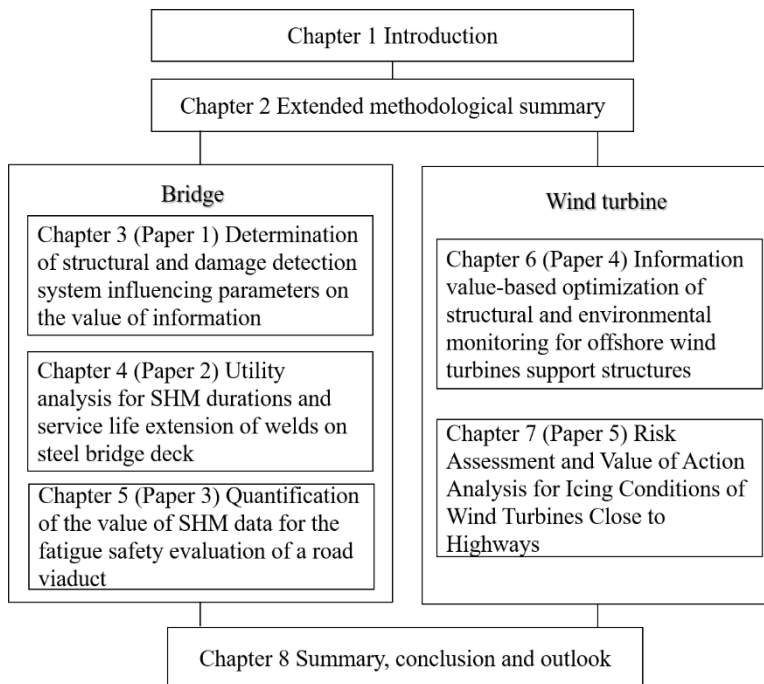 Chapter 1 Introduction
Chapter 2 Extended methodological summary
Bridge
Chapter 3 (Paper 1) Determination
of structural and damage detection
system influencing parameters on
the value of information
Chapter 4 (Paper 2) Utility
analysis for SHM durations and
service life extension of welds on
steel bridge deck
Chapter 5 (Paper 3) Quantification
of the value of SHM data for the
fatigue safety evaluation of a road
viaduct
Wind turbine
Chapter 6 (Paper 4) Information
value-based optimization of
structural and environmental
monitoring for offshore wind
turbines support structures
Chapter 7 (Paper 5) Risk
Assessment and Value of Action
Analysis for Icing Conditions of
Wind Turbines Close to
Highways
Chapter 8 Summary, conclusion and outlook